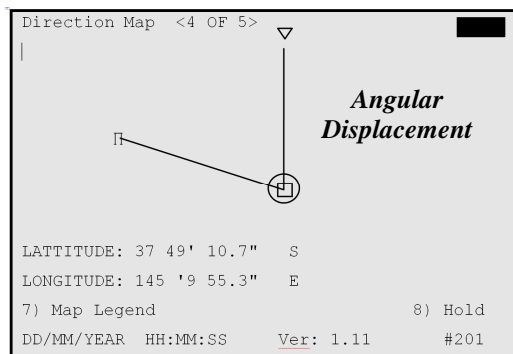 Direction Map <4 OF 5>
Angular
Displacement
LATTITUDE: 37 49' 10.7" S
LONGITUDE: 145 '9 55.3" E
7) Map Legend 8) Hold
DD/MM/YEAR HH:MM:SS Ver: 1.11 #201